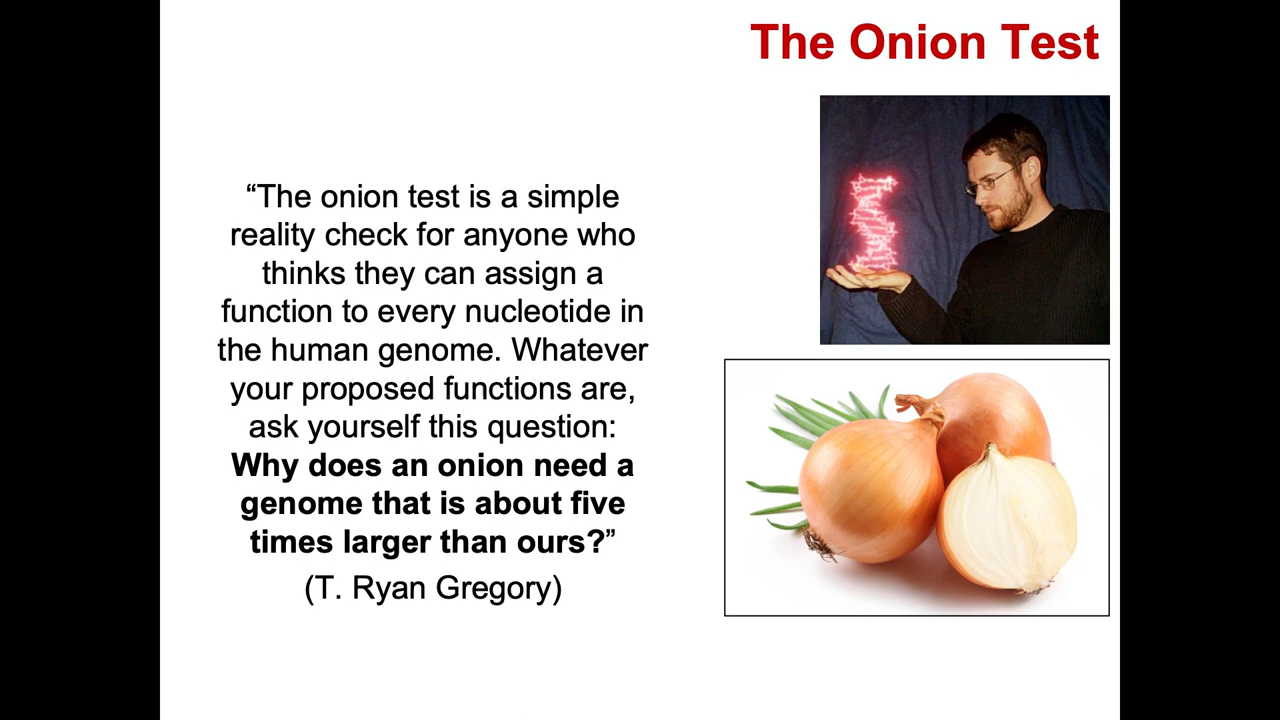 The Onion Test
“The onion test is a simple
reality check for anyone who
thinks they can assign a
function to every nucleotide in
the human genome. Whatever
your proposed functions are,
ask yourself this question:
Why does an onion need a
genome that is about five
times larger than ours?”
(T. Ryan Gregory)